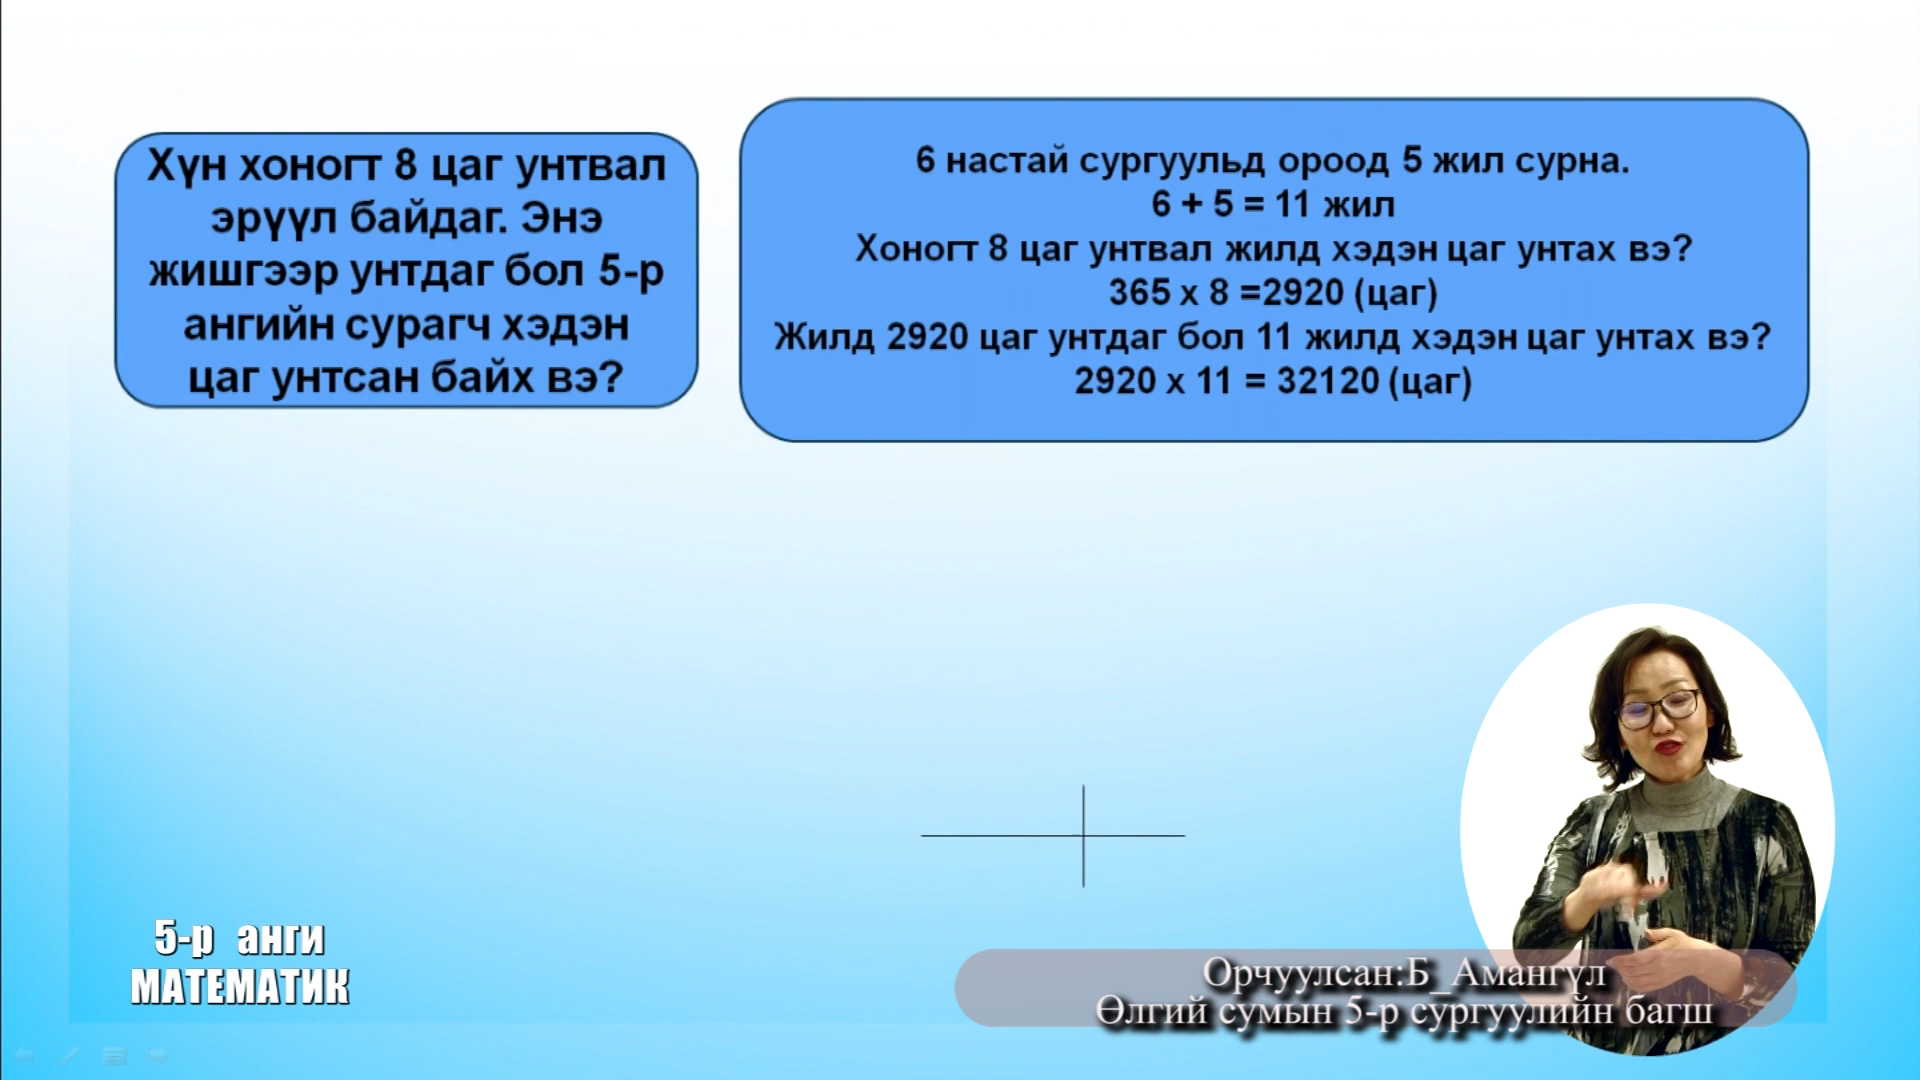 Хүн хоногт 8 цаг унтвал
эрүүл байдаг. Энэ
жишгээр унтдаг бол 5-р
ангийн сурагч хэдэн
цаг унтсан байх вэ?
6 настай сургуульд ороод 5 жил сурна.
6 + 5 = 11 жил
Хоногт 8 цаг унтвал жилд хэдэн цаг унтах вэ?
365 х 8 =2920 (цаг)
Жилд 2920 цаг унтдаг бол 11 жилд хэдэн цаг унтах вэ?
2920 х 11 = 32120 (цаг)
5-р анги
МАТЕМАТИК
Орчуулсан:Б_Амангүл
Өлгий сумын 5-р сургуулийн багш